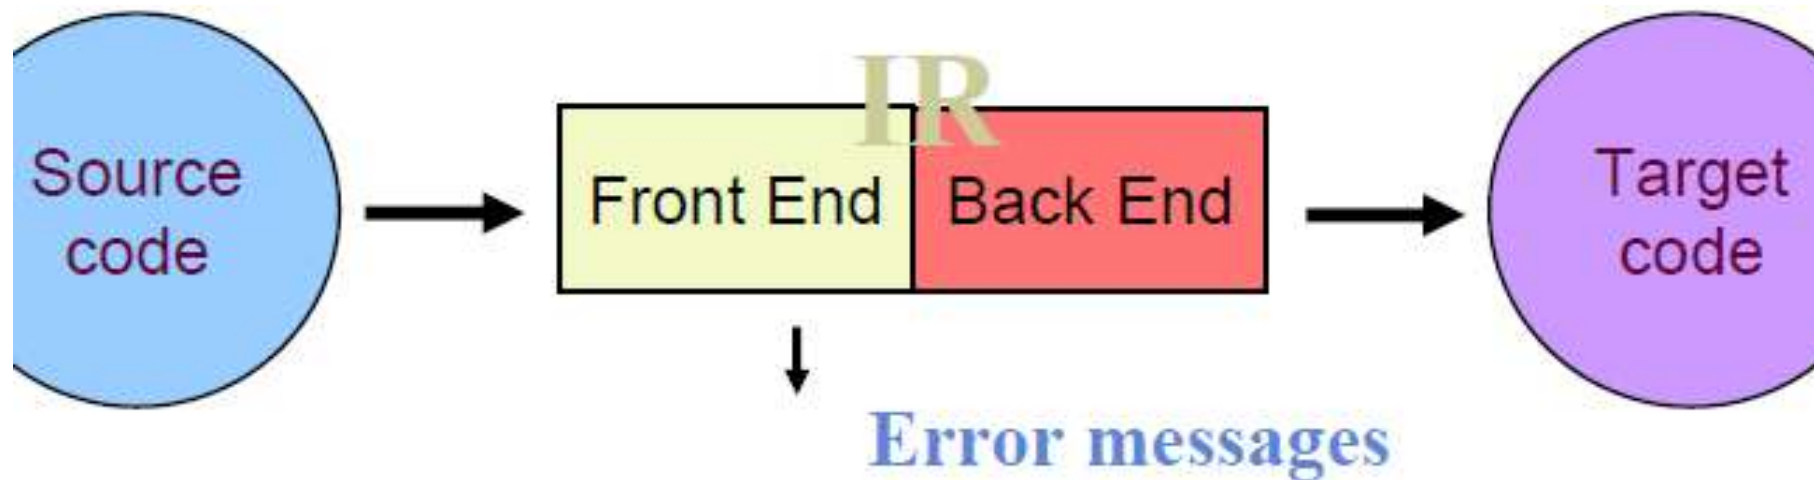 IR
Source
code
Front End
Back End
Target
code
Error messages